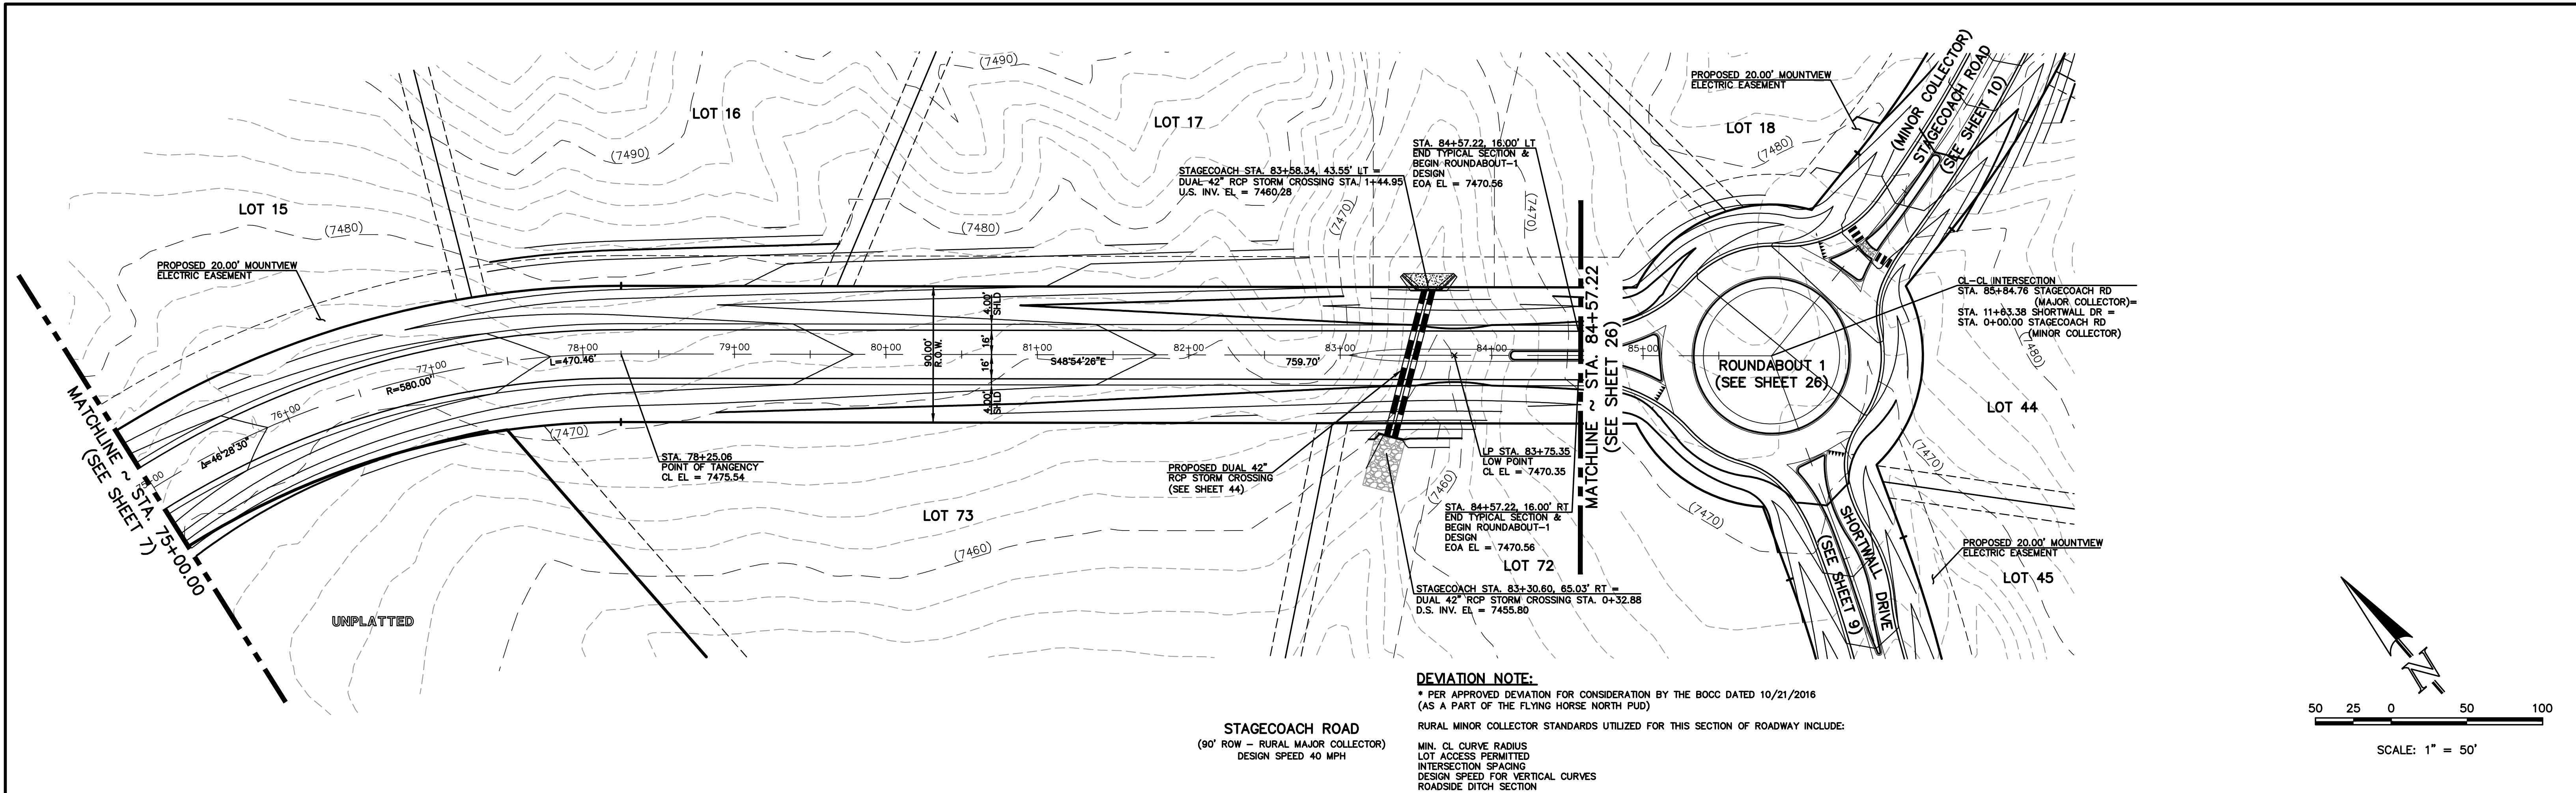 LOT 15
LOT 16
LOT 17
LOT 18
(7490)
(7490)
(7480)
(7480)
(7480)
(7480)
(7470)
(7470)
(7470)
(7470)
(7470)
(7460)
(7460)
PROPOSED 20.00' MOUNTVIEW
ELECTRIC EASEMENT
PROPOSED 20.00' MOUNTVIEW
ELECTRIC EASEMENT
(MINOR COLLECTOR)
STAGECOACH ROAD
(SEE SHEET 10)
STAGECOACH STA. 83+58.34, 43.55' LT =
DUAL 42" RCP STORM CROSSING STA. 1+44.95
U.S. INV. EL = 7460.28
STA. 84+57.22, 16.00' LT
END TYPICAL SECTION &
BEGIN ROUNDABOUT-1
DESIGN
EOA EL = 7470.56
MATCHLINE ~ STA. 75+00.00
(SEE SHEET 7)
Δ=46°28'30"
75+00
76+00
77+00
78+00
79+00
80+00
81+00
82+00
83+00
84+00
85+00
R=580.00'
L=470.46'
90.00'
R.O.W.
4.00'
SHLD
16'
16'
4.00'
SHLD
S48°54'26"E
759.70'
MATCHLINE ~ STA. 84+57.22
(SEE SHEET 26)
ROUNDABOUT 1
(SEE SHEET 26)
CL-CL INTERSECTION
STA. 85+84.76 STAGECOACH RD
(MAJOR COLLECTOR)=
STA. 11+63.38 SHORTWALL DR =
STA. 0+00.00 STAGECOACH RD
(MINOR COLLECTOR)
LOT 44
STA. 78+25.06
POINT OF TANGENCY
CL EL = 7475.54
PROPOSED DUAL 42"
RCP STORM CROSSING
(SEE SHEET 44)
LP STA. 83+75.35
LOW POINT
CL EL = 7470.35
STA. 84+57.22, 16.00' RT
END TYPICAL SECTION &
BEGIN ROUNDABOUT-1
DESIGN
EOA EL = 7470.56
LOT 73
LOT 72
SHORTWALL DRIVE
(SEE SHEET 9)
PROPOSED 20.00' MOUNTVIEW
ELECTRIC EASEMENT
LOT 45
STAGECOACH STA. 83+30.60, 65.03' RT =
DUAL 42" RCP STORM CROSSING STA. 0+32.88
D.S. INV. EL = 7455.80
UNPLATTED
STAGECOACH ROAD
(90' ROW - RURAL MAJOR COLLECTOR)
DESIGN SPEED 40 MPH
DEVIATION NOTE:
* PER APPROVED DEVIATION FOR CONSIDERATION BY THE BOCC DATED 10/21/2016
(AS A PART OF THE FLYING HORSE NORTH PUD)
RURAL MINOR COLLECTOR STANDARDS UTILIZED FOR THIS SECTION OF ROADWAY INCLUDE:
MIN. CL CURVE RADIUS
LOT ACCESS PERMITTED
INTERSECTION SPACING
DESIGN SPEED FOR VERTICAL CURVES
ROADSIDE DITCH SECTION
N
50 25 0 50 100
SCALE: 1" = 50'